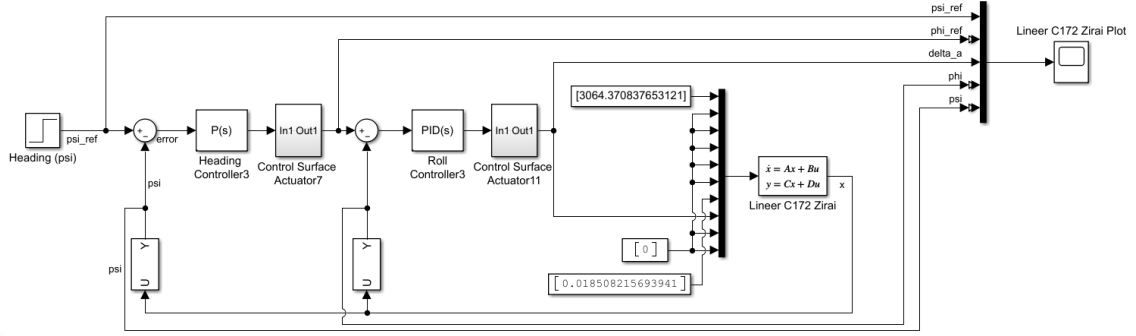 psi_ref
phi_ref
delta_a
phi
psi
Lineer C172 Zirai Plot
[3064.370837653121]
Heading (psi)
psi_ref
+
_
error
psi
P(s)
Heading
Controller3
In1 Out1
Control Surface
Actuator7
+
_
PID(s)
Roll
Controller3
In1 Out1
Control Surface
Actuator11
ẋ = Ax + Bu
y = Cx + Du
Lineer C172 Zirai
x
[ 0 ]
[ 0.018508215693941 ]
psi
U Y
U Y